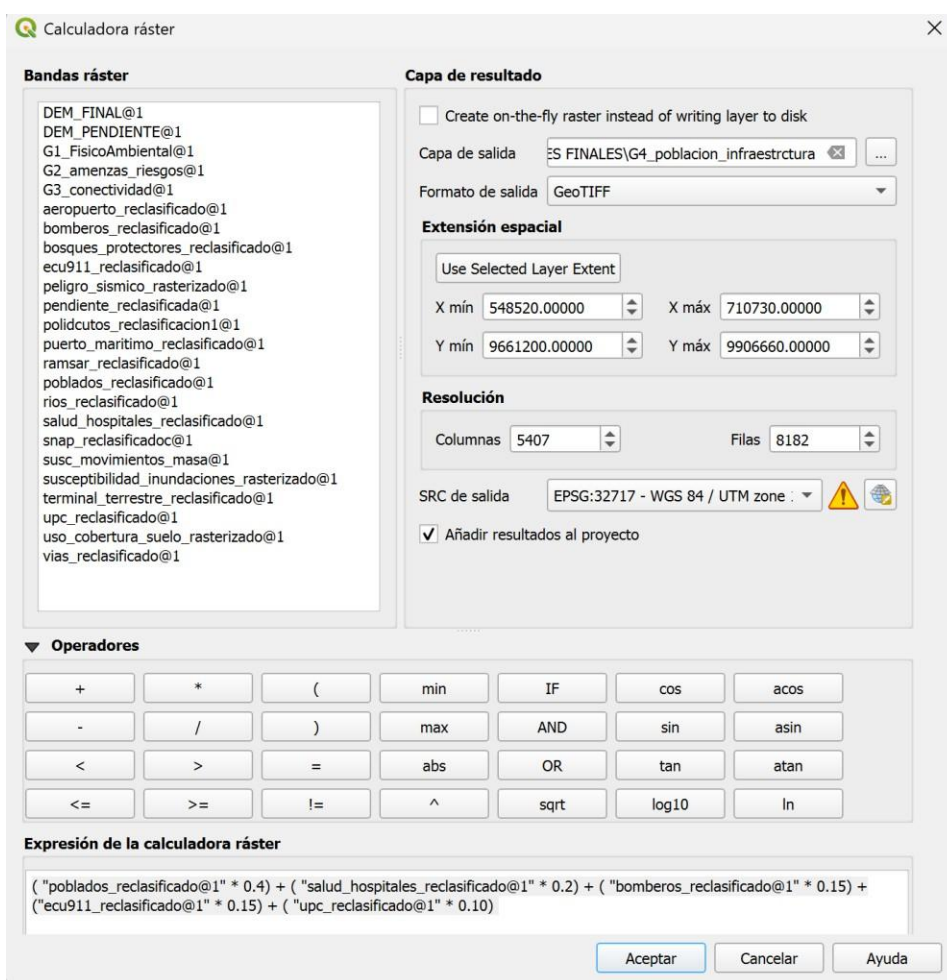 Calculadora ráster
Bandas ráster
DEM_FINAL@1
DEM_PENDIENTE@1
G1_FisicoAmbiental@1
G2_amenzas_riesgos@1
G3_conectividad@1
aeropuerto_reclasificado@1
bomberos_reclasificado@1
bosques_protectores_reclasificado@1
ecu911_reclasificado@1
peligro_sismico_rasterizado@1
pendiente_reclasificada@1
polidcutos_reclasificacion1@1
puerto_maritimo_reclasificado@1
ramsar_reclasificado@1
poblados_reclasificado@1
rios_reclasificado@1
salud_hospitales_reclasificado@1
snap_reclasificadoc@1
susc_movimientos_masa@1
susceptibilidad_inundaciones_rasterizado@1
terminal_terrestre_reclasificado@1
upc_reclasificado@1
uso_cobertura_suelo_rasterizado@1
vias_reclasificado@1
Capa de resultado
Create on-the-fly raster instead of writing layer to disk
Capa de salida ES FINALES\G4_poblacion_infraestrctura ...
Formato de salida GeoTIFF
Extensión espacial
Use Selected Layer Extent
X mín 548520.00000 X máx 710730.00000
Y mín 9661200.00000 Y máx 9906660.00000
Resolución
Columnas 5407 Filas 8182
SRC de salida EPSG:32717 - WGS 84 / UTM zone
Añadir resultados al proyecto
Operadores
+ * ( min IF cos acos
- / ) max AND sin asin
< > = abs OR tan atan
<= >= != ^ sqrt log10 ln
Expresión de la calculadora ráster
( "poblados_reclasificado@1" * 0.4) + ( "salud_hospitales_reclasificado@1" * 0.2) + ( "bomberos_reclasificado@1" * 0.15) +
("ecu911_reclasificado@1" * 0.15) + ( "upc_reclasificado@1" * 0.10)
Aceptar Cancelar Ayuda